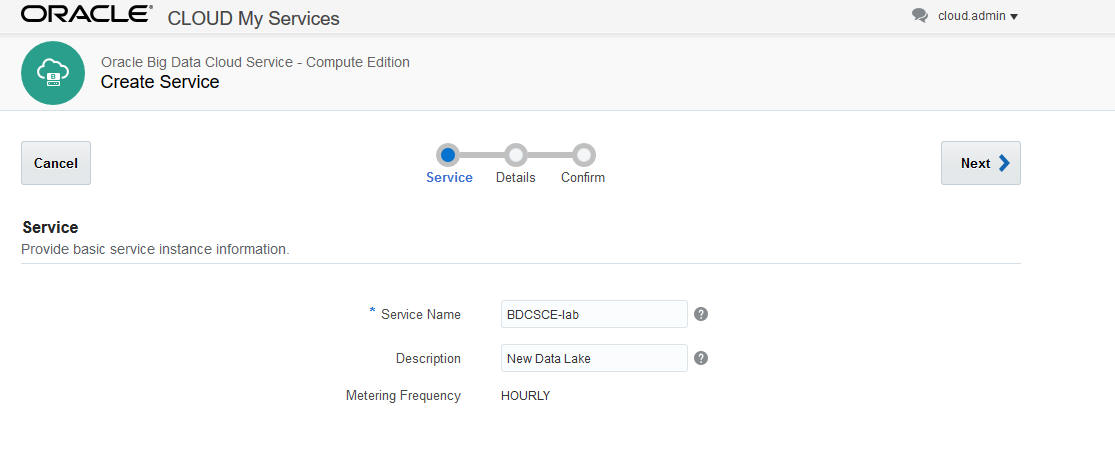 ORACLE® CLOUD My Services
cloud.admin
Oracle Big Data Cloud Service - Compute Edition
Create Service
Cancel
Service Details Confirm
Next
Service
Provide basic service instance information.
* Service Name BDCSCE-lab ?
Description New Data Lake ?
Metering Frequency HOURLY